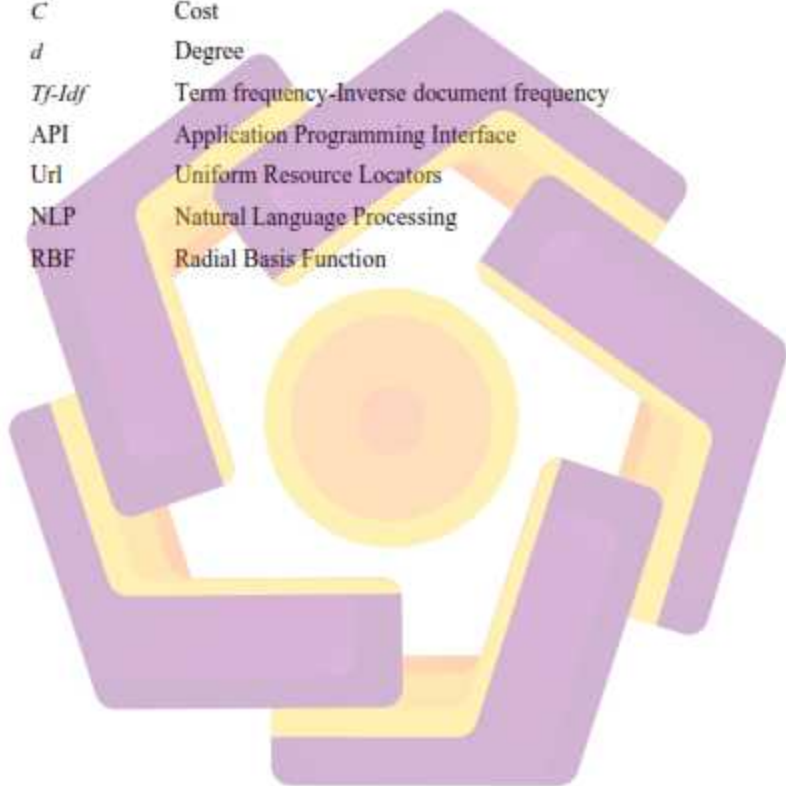 C Cost
d Degree
Tf-Idf Term frequency-Inverse document frequency
API Application Programming Interface
Url Uniform Resource Locators
NLP Natural Language Processing
RBF Radial Basis Function